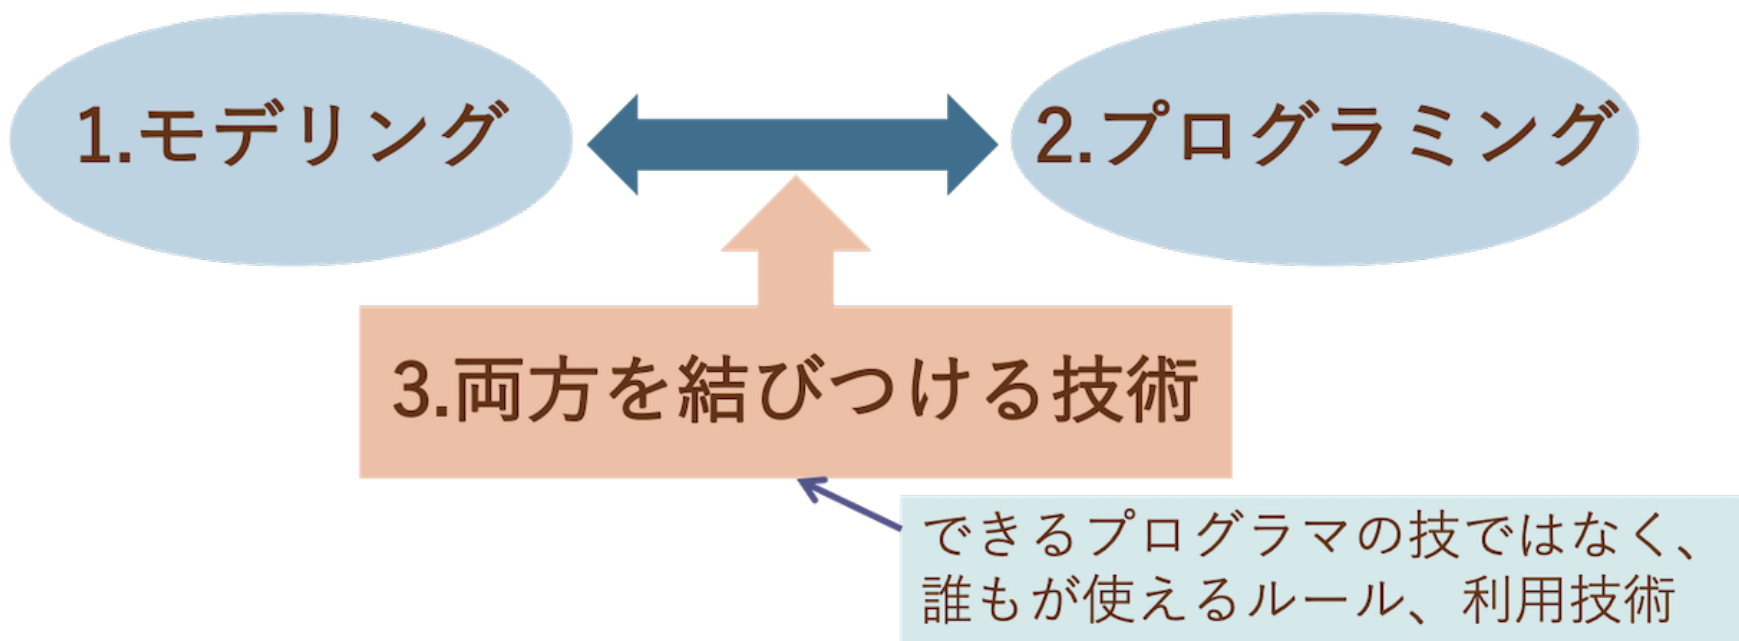 1.モデリング
2.プログラミング
3.両方を結びつける技術
できるプログラマの技ではなく、
誰もが使えるルール、利用技術